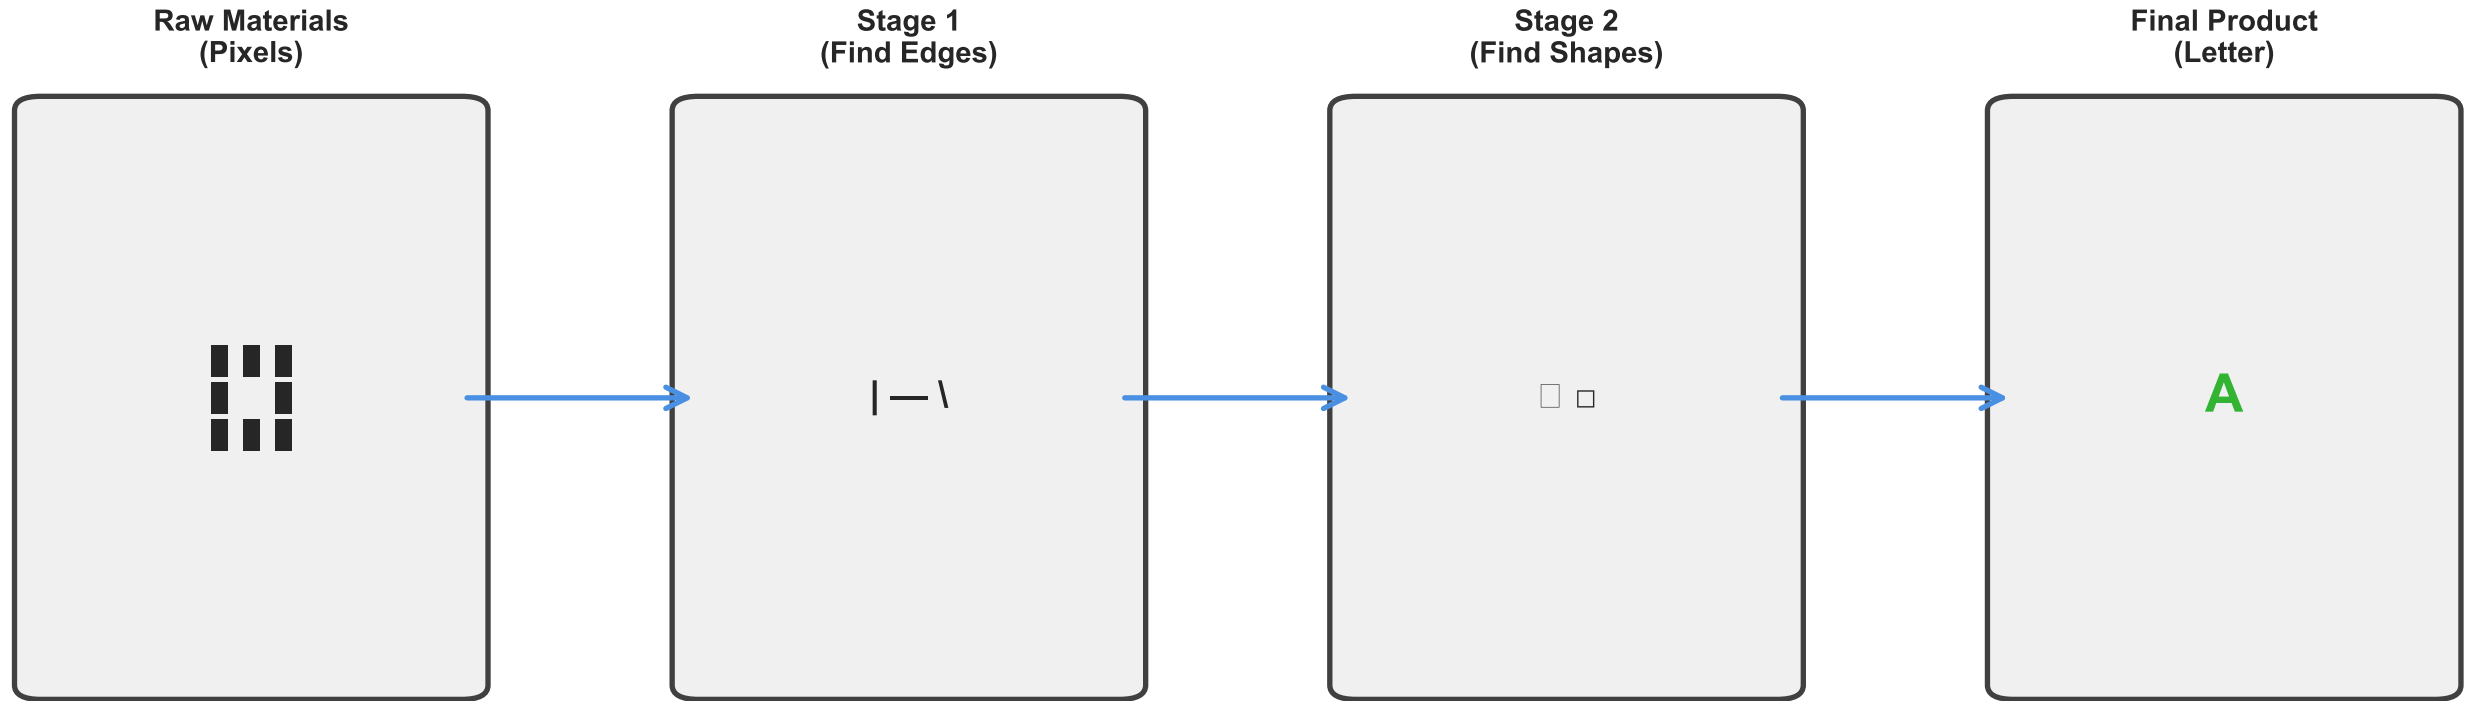 Raw Materials
(Pixels)
Stage 1
(Find Edges)
Stage 2
(Find Shapes)
Final Product
(Letter)
| — \
A